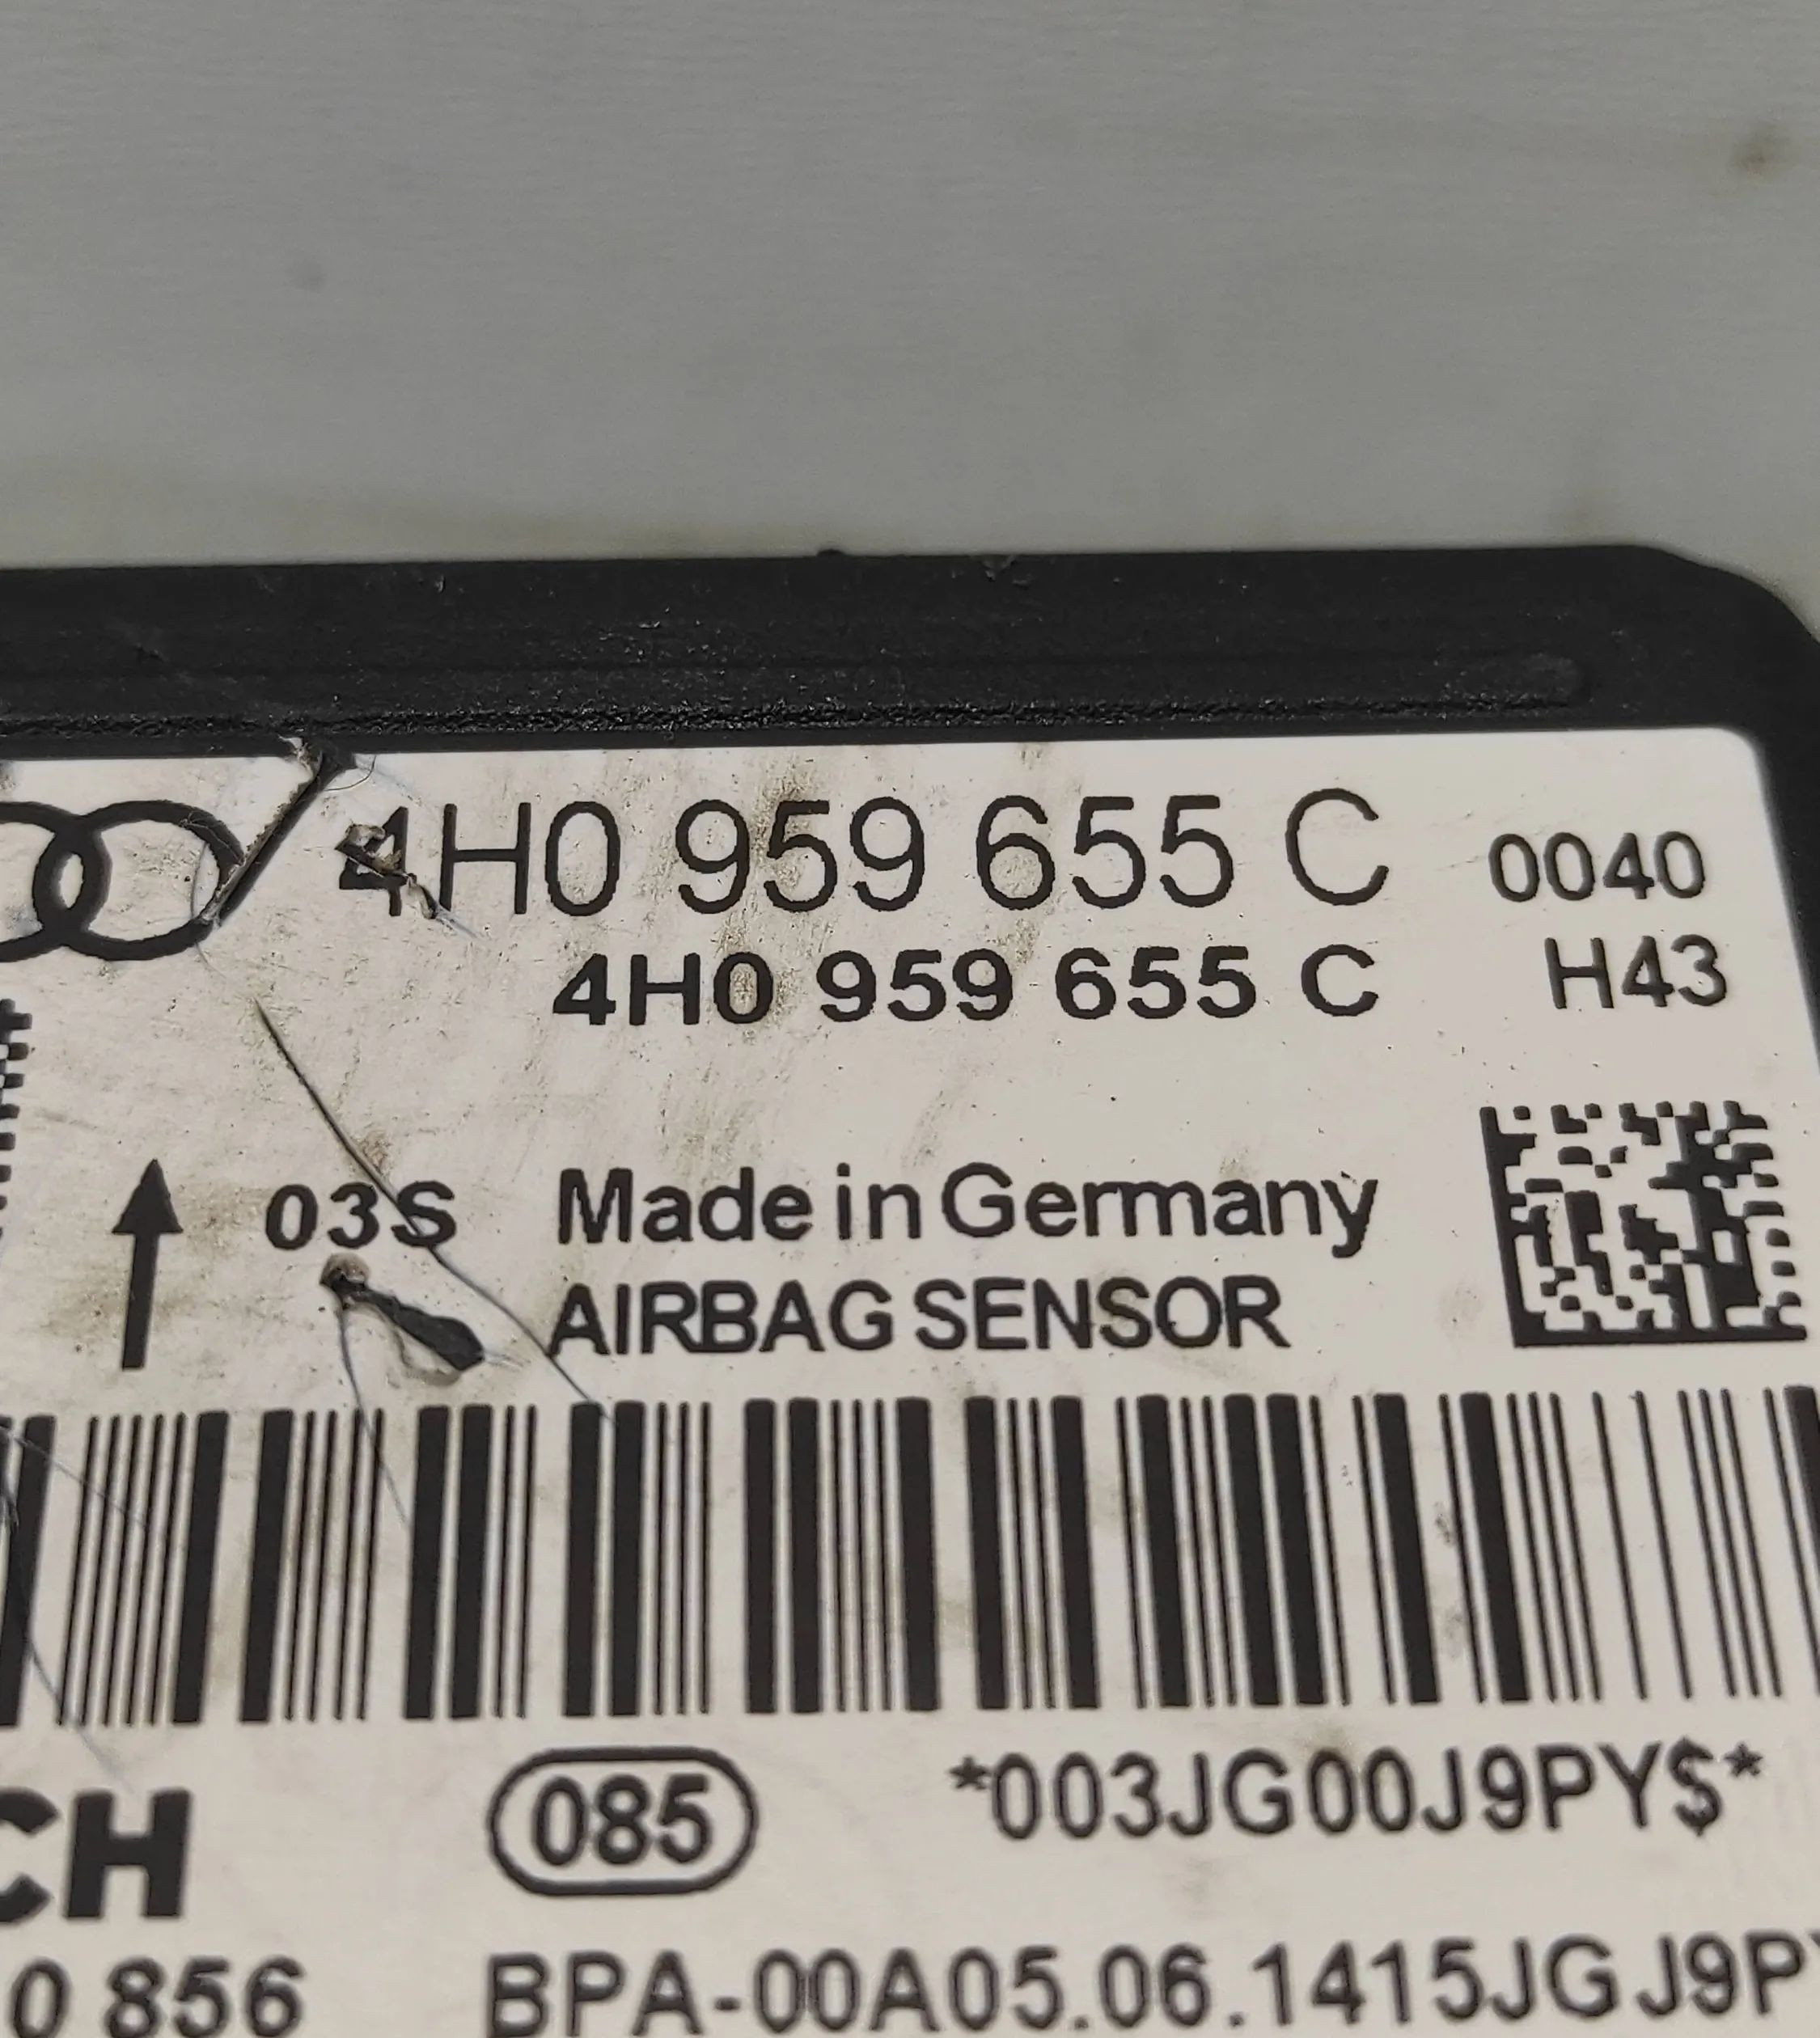 4H0 959 655 C 0040
4H0 959 655 C H43
03S Made in Germany
AIRBAG SENSOR
CH 085 *003JG00J9PY$*
0 856 BPA-00A05.06.1415JGJ9P